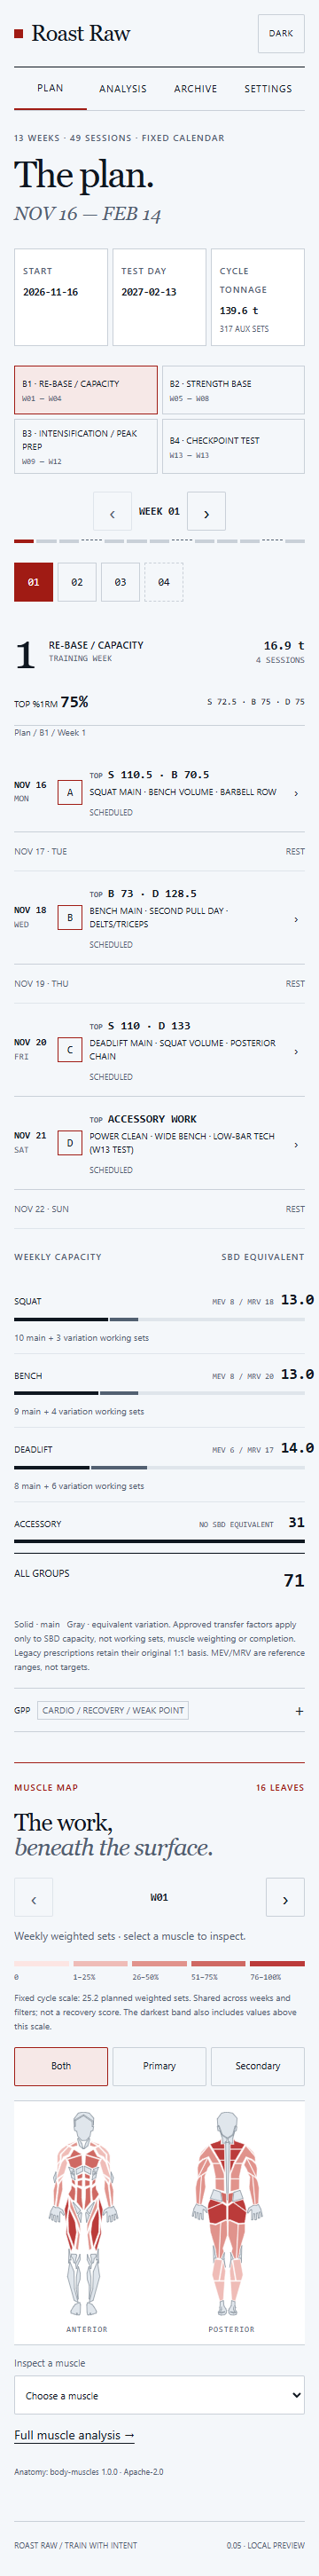 Roast Raw
DARK
PLAN ANALYSIS ARCHIVE SETTINGS
13 WEEKS · 49 SESSIONS · FIXED CALENDAR
The plan.
NOV 16 — FEB 14
START
2026-11-16
TEST DAY
2027-02-13
CYCLE
TONNAGE
139.6 t
317 AUX SETS
B1 · RE-BASE / CAPACITY
W01 — W04
B2 · STRENGTH BASE
W05 — W08
B3 · INTENSIFICATION / PEAK
PREP
W09 — W12
B4 · CHECKPOINT TEST
W13 — W13
‹ WEEK 01 ›
01 02 03 04
1 RE-BASE / CAPACITY 16.9 t
TRAINING WEEK 4 SESSIONS
TOP %1RM 75% S 72.5 · B 75 · D 75
Plan / B1 / Week 1
NOV 16
MON
A
TOP S 110.5 · B 70.5
SQUAT MAIN · BENCH VOLUME · BARBELL ROW ›
SCHEDULED
NOV 17 · TUE REST
NOV 18
WED
B
TOP B 73 · D 128.5
BENCH MAIN · SECOND PULL DAY · ›
DELTS/TRICEPS
SCHEDULED
NOV 19 · THU REST
NOV 20
FRI
C
TOP S 110 · D 133
DEADLIFT MAIN · SQUAT VOLUME · POSTERIOR ›
CHAIN
SCHEDULED
NOV 21
SAT
D
TOP ACCESSORY WORK
POWER CLEAN · WIDE BENCH · LOW-BAR TECH ›
(W13 TEST)
SCHEDULED
NOV 22 · SUN REST
WEEKLY CAPACITY SBD EQUIVALENT
SQUAT MEV 8 / MRV 18 13.0
10 main + 3 variation working sets
BENCH MEV 8 / MRV 20 13.0
9 main + 4 variation working sets
DEADLIFT MEV 6 / MRV 17 14.0
8 main + 6 variation working sets
ACCESSORY NO SBD EQUIVALENT 31
ALL GROUPS 71
Solid · main Gray · equivalent variation. Approved transfer factors apply
only to SBD capacity, not working sets, muscle weighting or completion.
Legacy prescriptions retain their original 1:1 basis. MEV/MRV are reference
ranges, not targets.
GPP CARDIO / RECOVERY / WEAK POINT +
MUSCLE MAP 16 LEAVES
The work,
beneath the surface.
‹ W01 ›
Weekly weighted sets · select a muscle to inspect.
0 1–25% 26–50% 51–75% 76–100%
Fixed cycle scale: 25.2 planned weighted sets. Shared across weeks and
filters; not a recovery score. The darkest band also includes values above
this scale.
Both Primary Secondary
ANTERIOR POSTERIOR
Inspect a muscle
Choose a muscle
Full muscle analysis →
Anatomy: body-muscles 1.0.0 · Apache-2.0
ROAST RAW / TRAIN WITH INTENT 0.05 · LOCAL PREVIEW